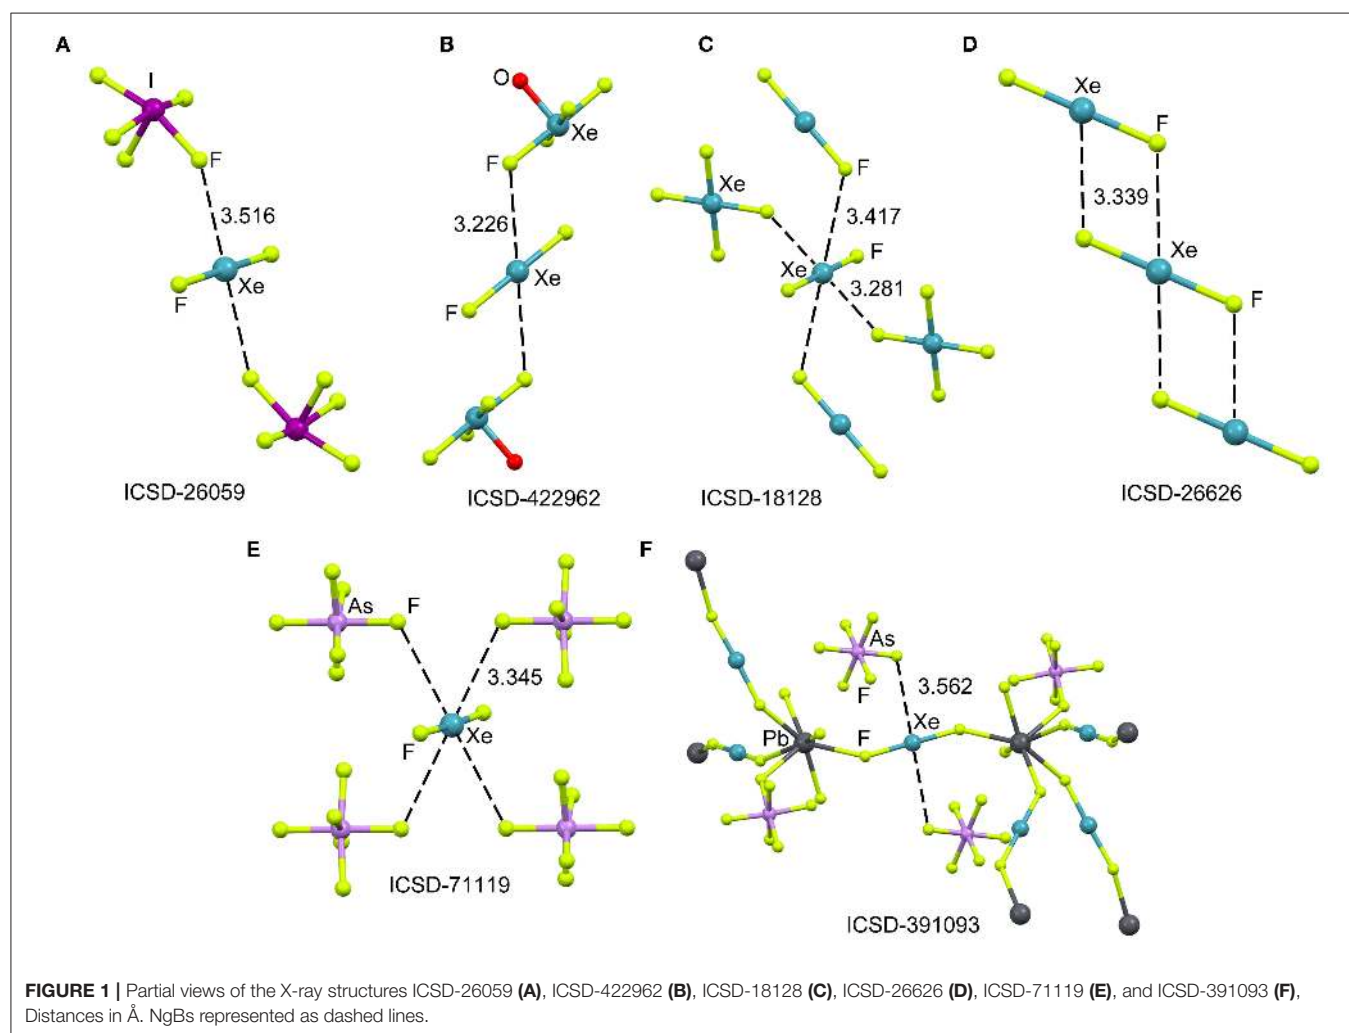 A
I
F
3.516
F
Xe
ICSD-26059
B
O
Xe
F
3.226
Xe
F
ICSD-422962
C
F
Xe
3.417
F
Xe
3.281
ICSD-18128
D
Xe
F
3.339
Xe
F
ICSD-26626
E
As
F
3.345
F
Xe
ICSD-71119
F
As
F
3.562
Xe
Pb
F
ICSD-391093
FIGURE 1 | Partial views of the X-ray structures ICSD-26059 (A), ICSD-422962 (B), ICSD-18128 (C), ICSD-26626 (D), ICSD-71119 (E), and ICSD-391093 (F),
Distances in Å. NgBs represented as dashed lines.